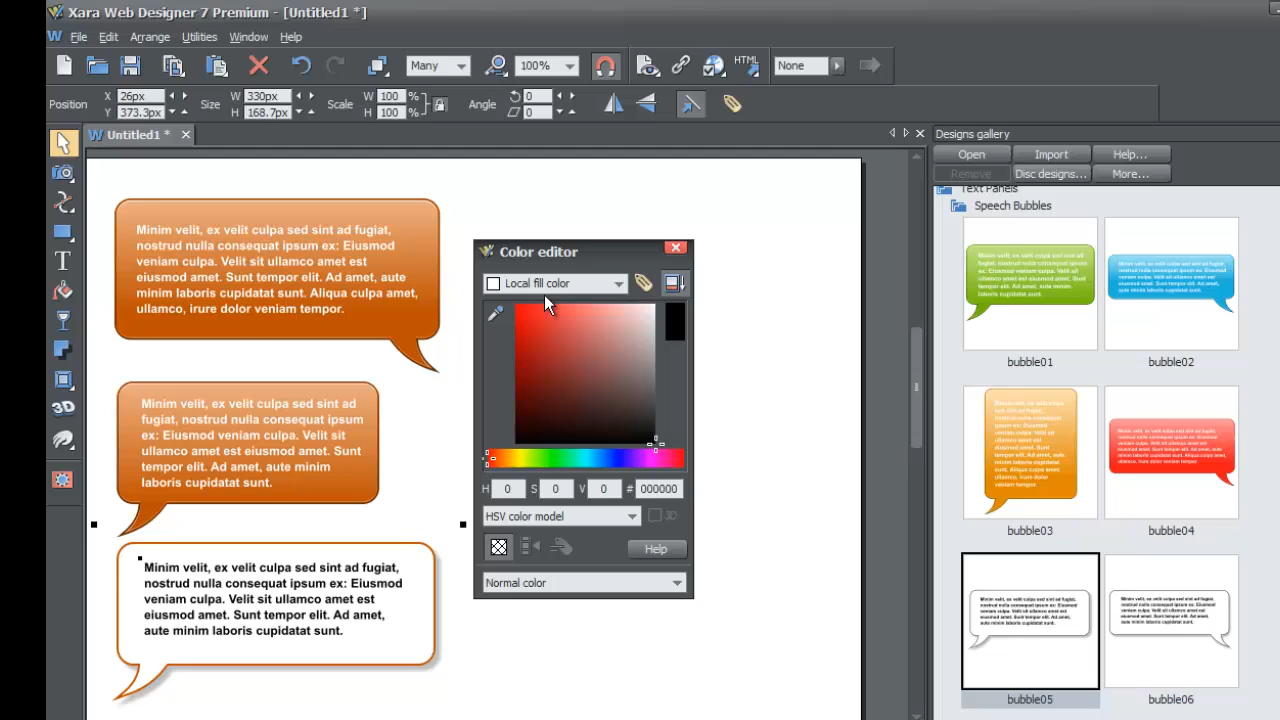 Xara Web Designer 7 Premium - [Untitled1 *]
File Edit Arrange Utilities Window Help
Many 100% HTML None
Position X 26px Y 373.3px Size W 330px H 168.7px Scale W 100 % H 100 % Angle 0 0
Untitled1 *
Designs gallery
Open Import Help...
Remove Disc designs... More...
Text Panels
Speech Bubbles
bubble01 bubble02
bubble03 bubble04
bubble05 bubble06
T
3D
Minim velit, ex velit culpa sed sint ad fugiat,
nostrud nulla consequat ipsum ex: Eiusmod
veniam culpa. Velit sit ullamco amet est
eiusmod amet. Sunt tempor elit. Ad amet, aute
minim laboris cupidatat sunt. Aliqua culpa amet,
ullamco, irure dolor veniam tempor.
Minim velit, ex velit culpa sed sint ad
fugiat, nostrud nulla consequat ipsum
ex: Eiusmod veniam culpa. Velit sit
ullamco amet est eiusmod amet. Sunt
tempor elit. Ad amet, aute minim
laboris cupidatat sunt.
Minim velit, ex velit culpa sed sint ad fugiat,
nostrud nulla consequat ipsum ex: Eiusmod
veniam culpa. Velit sit ullamco amet est
eiusmod amet. Sunt tempor elit. Ad amet,
aute minim laboris cupidatat sunt.
Color editor
Local fill color
H 0 S 0 V 0 # 000000
HSV color model 3D
Help
Normal color